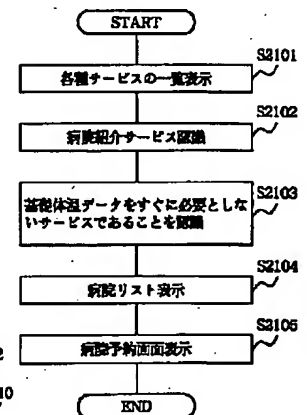 START
S2101
各種サービスの一覧表示
S2102
病院紹介サービス認識
S2103
基礎体温データをすぐに必要としな
いサービスであることを認識
S2104
病院リスト表示
S2105
病院予約画面表示
2
10
END